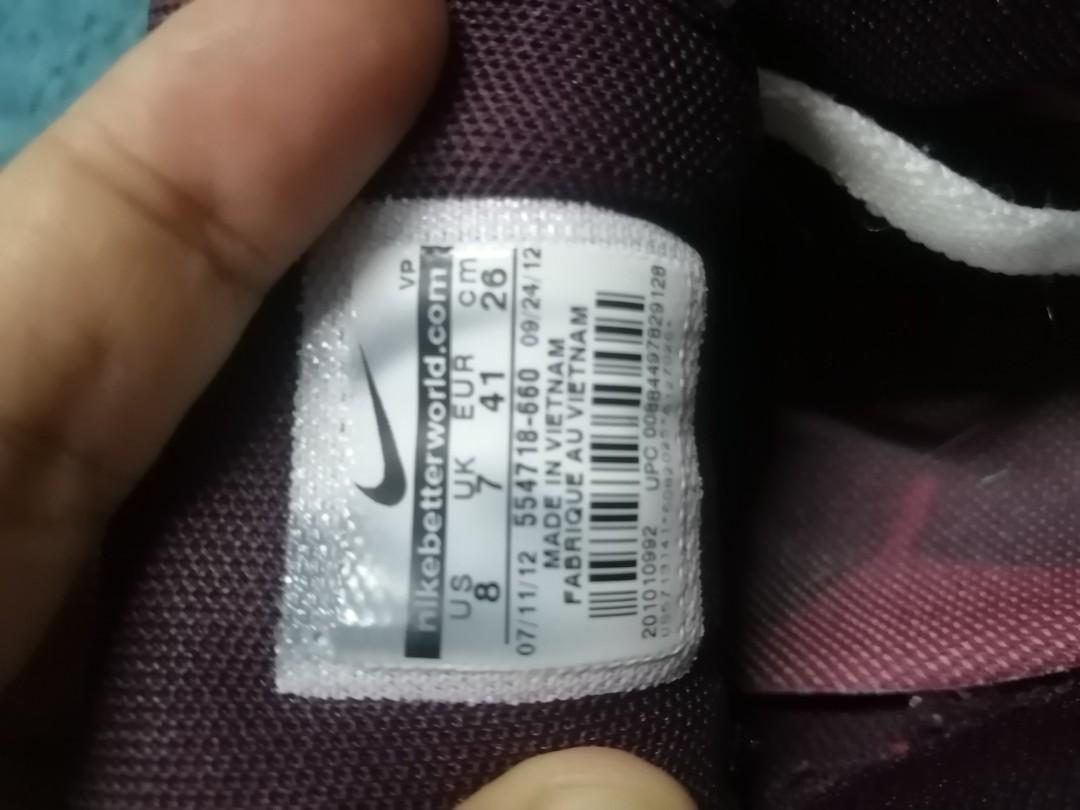 VP
nikebetterworld.com
US UK EUR cm
8 7 41 26
07/11/12 554718-660 09/24/12
MADE IN VIETNAM
FABRIQUE AU VIETNAM
201010992 UPC 00884497829128